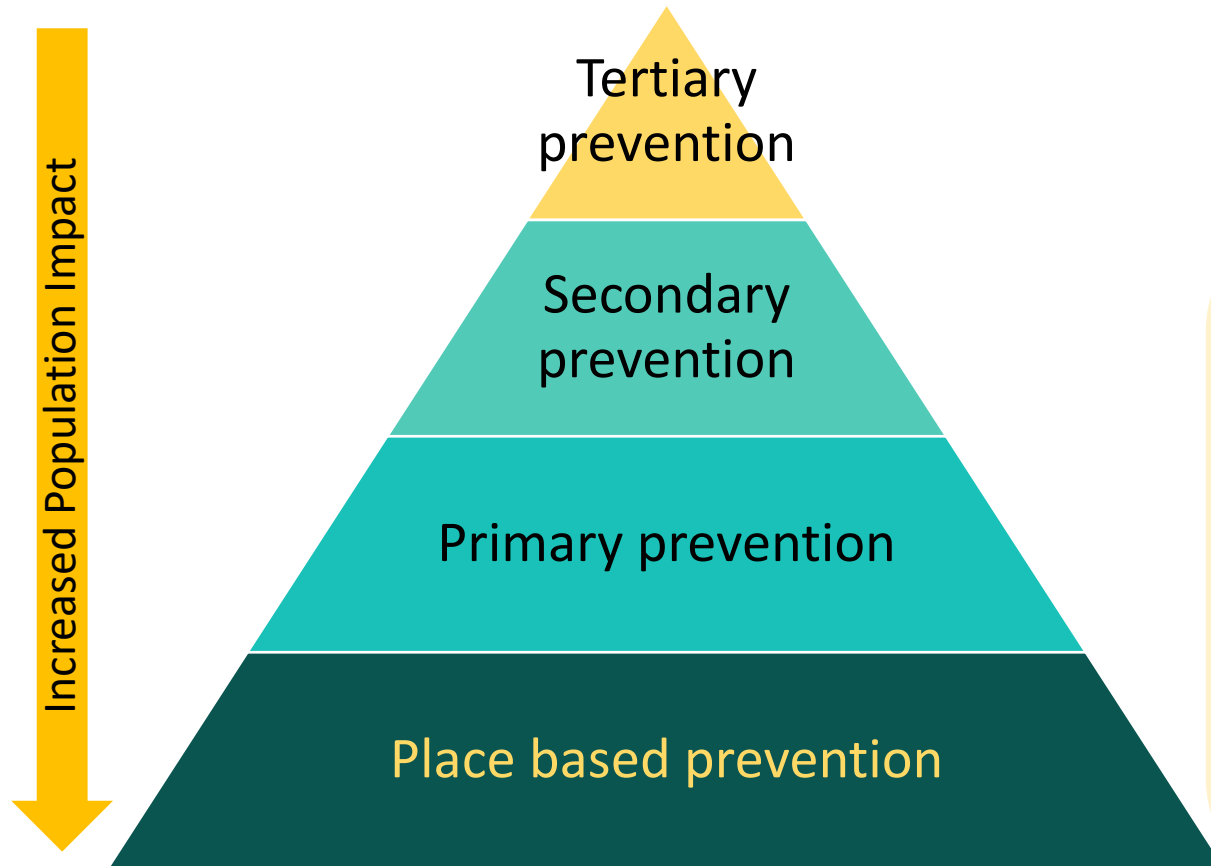 Increased Population Impact
Tertiary
prevention
Secondary
prevention
Primary prevention
Place based prevention